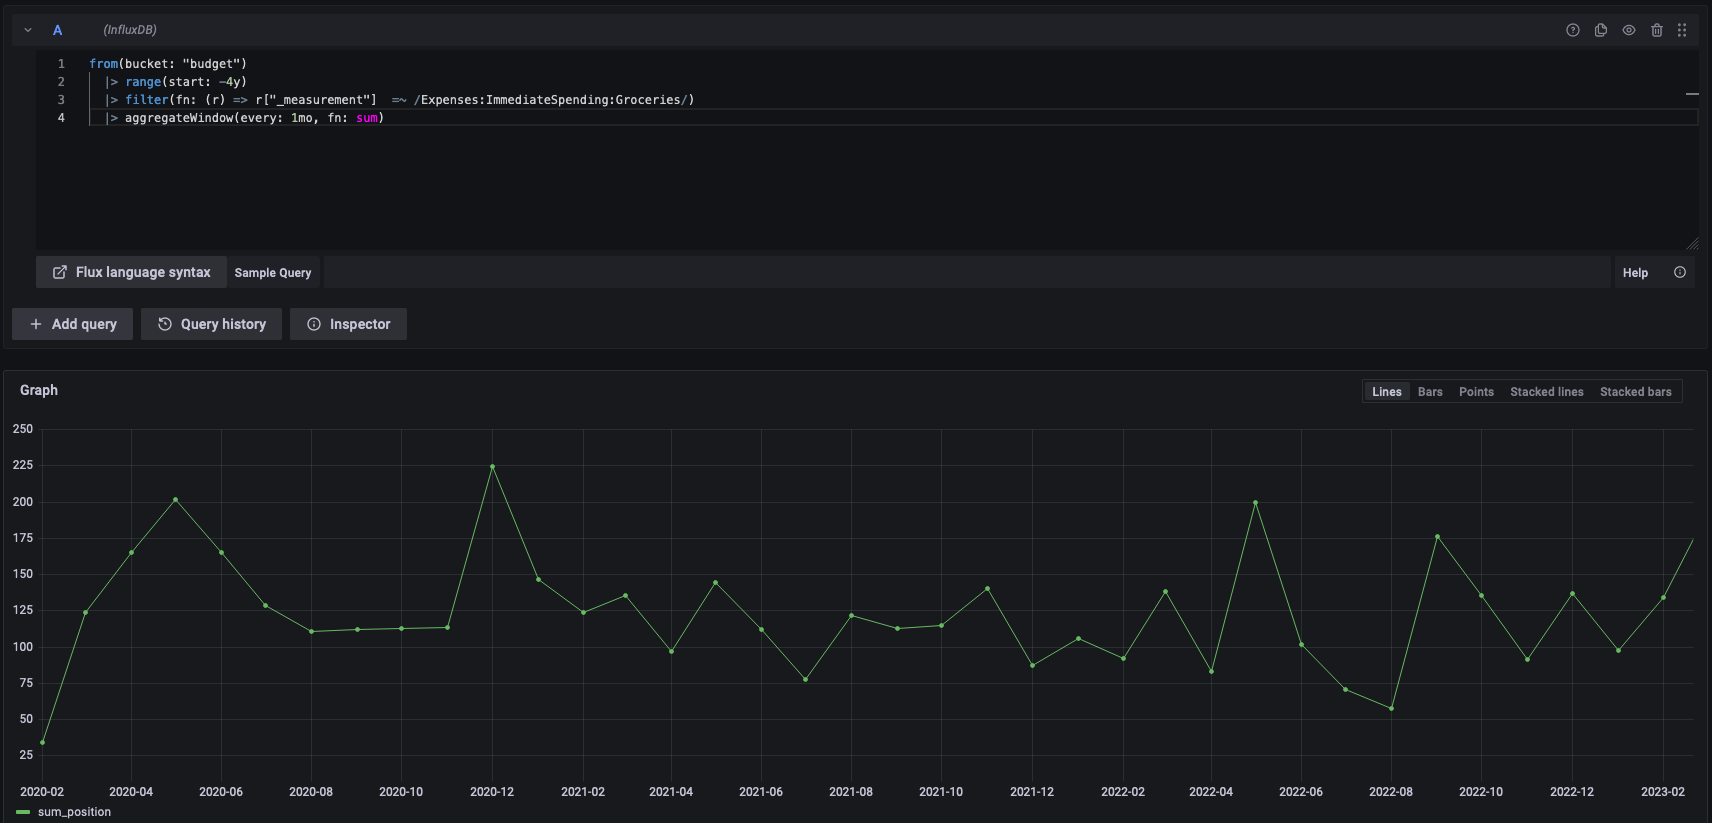 A (InfluxDB)
1 from(bucket: "budget")
2 |> range(start: -4y)
3 |> filter(fn: (r) => r["_measurement"]  =~ /Expenses:ImmediateSpending:Groceries/)
4 |> aggregateWindow(every: 1mo, fn: sum)
Flux language syntax Sample Query Help
+ Add query Query history Inspector
Graph Lines Bars Points Stacked lines Stacked bars
250
225
200
175
150
125
100
75
50
25
2020-02 2020-04 2020-06 2020-08 2020-10 2020-12 2021-02 2021-04 2021-06 2021-08 2021-10 2021-12 2022-02 2022-04 2022-06 2022-08 2022-10 2022-12 2023-02
sum_position